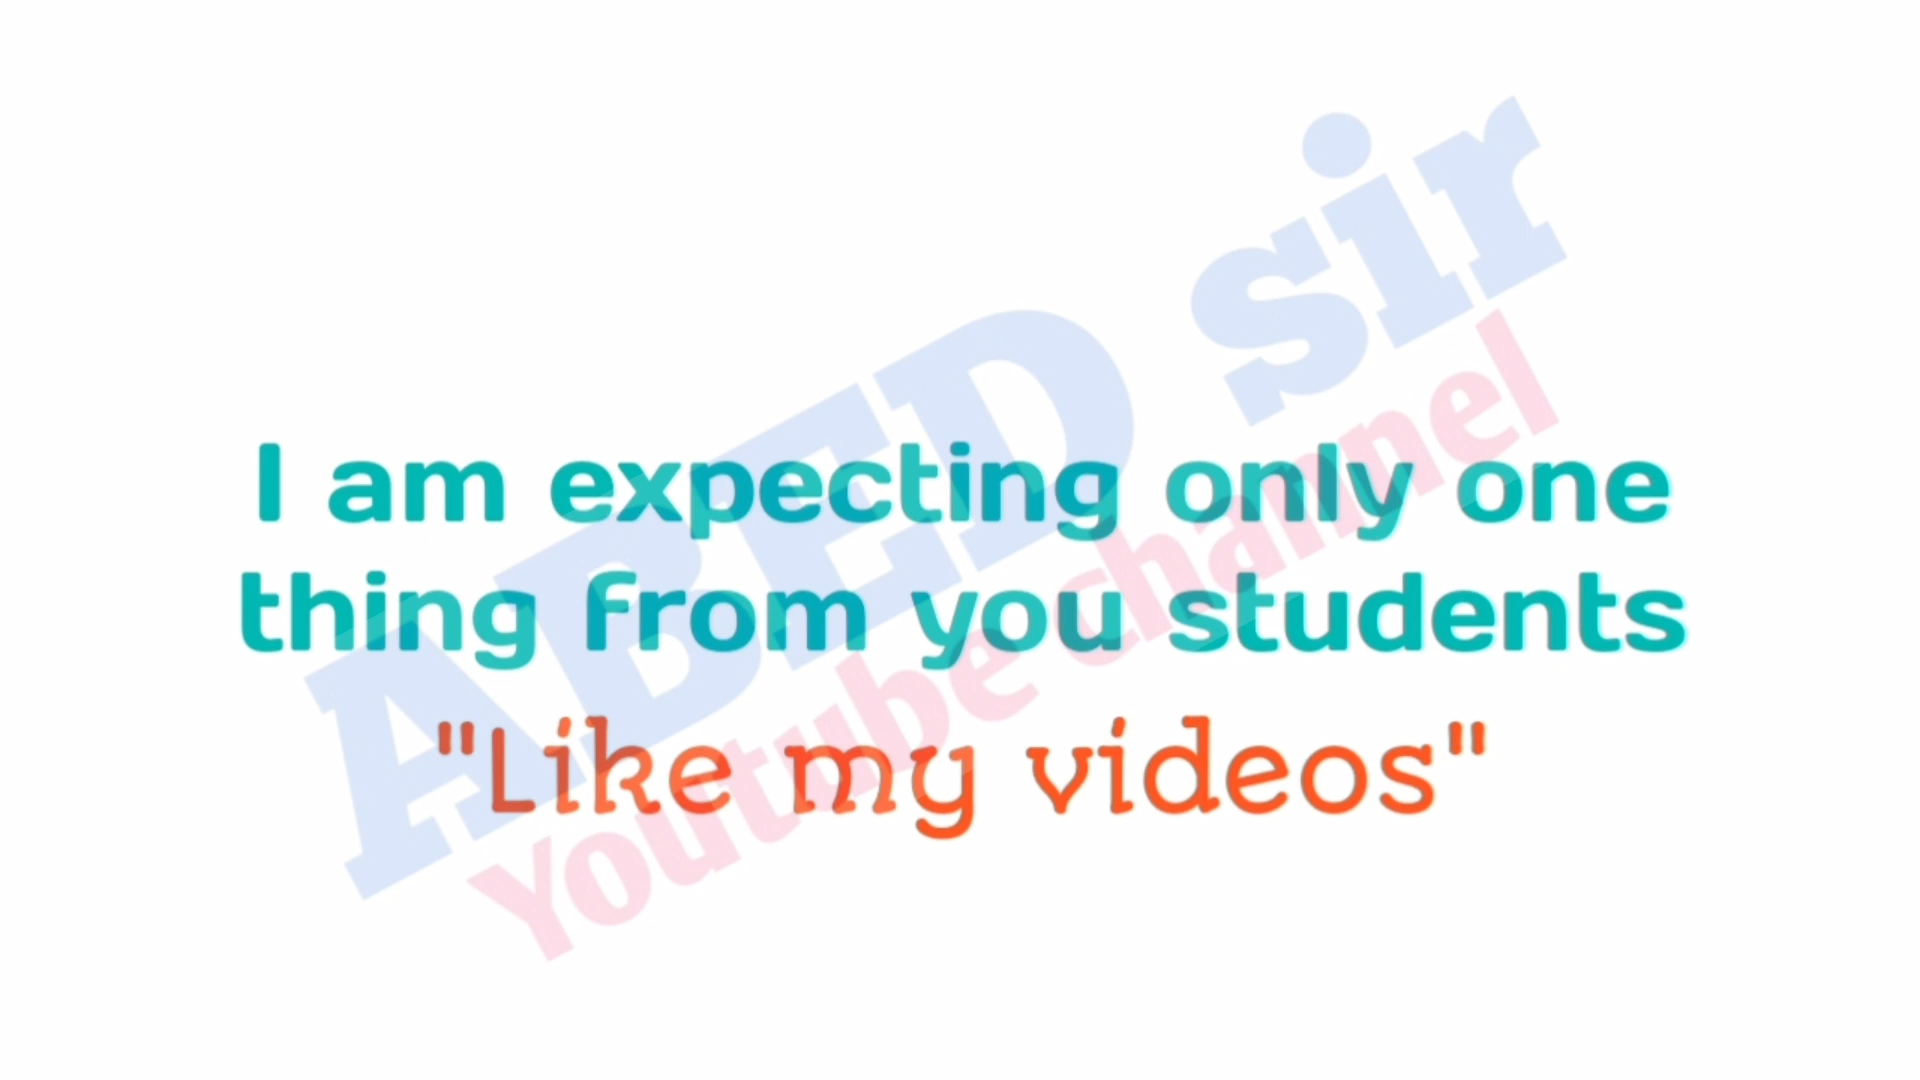 I am expecting only one
thing from you students
"Like my videos"
ABED sir
Youtube channel